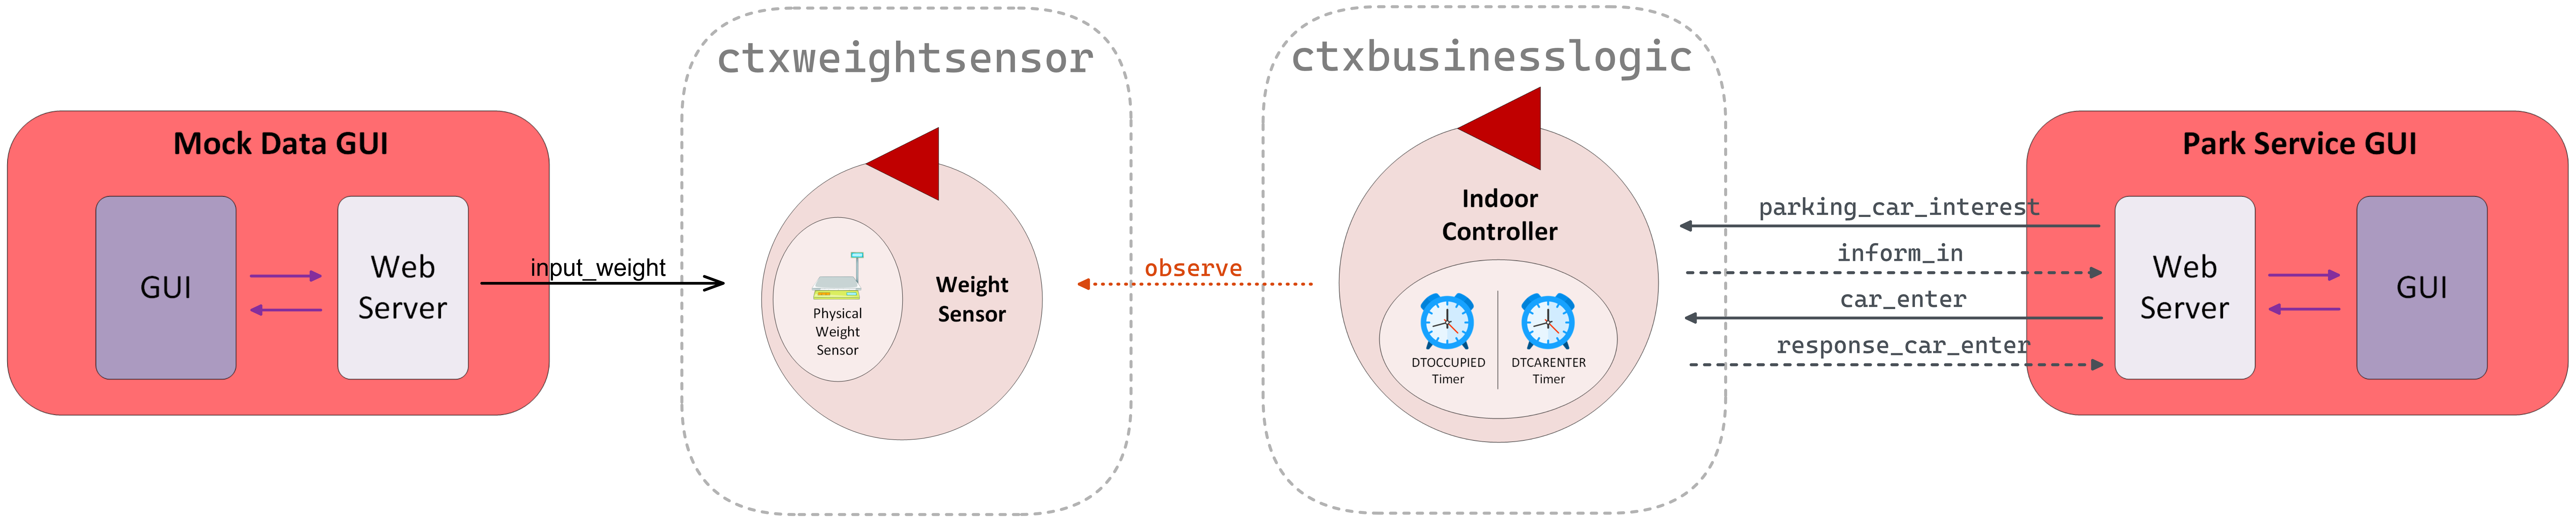 ctxweightsensor
ctxbusinesslogic
Mock Data GUI
GUI
Web
Server
input_weight
Physical
Weight
Sensor
Weight
Sensor
observe
Indoor
Controller
DTOCCUPIED
Timer
DTCARENTER
Timer
parking_car_interest
inform_in
car_enter
response_car_enter
Park Service GUI
Web
Server
GUI